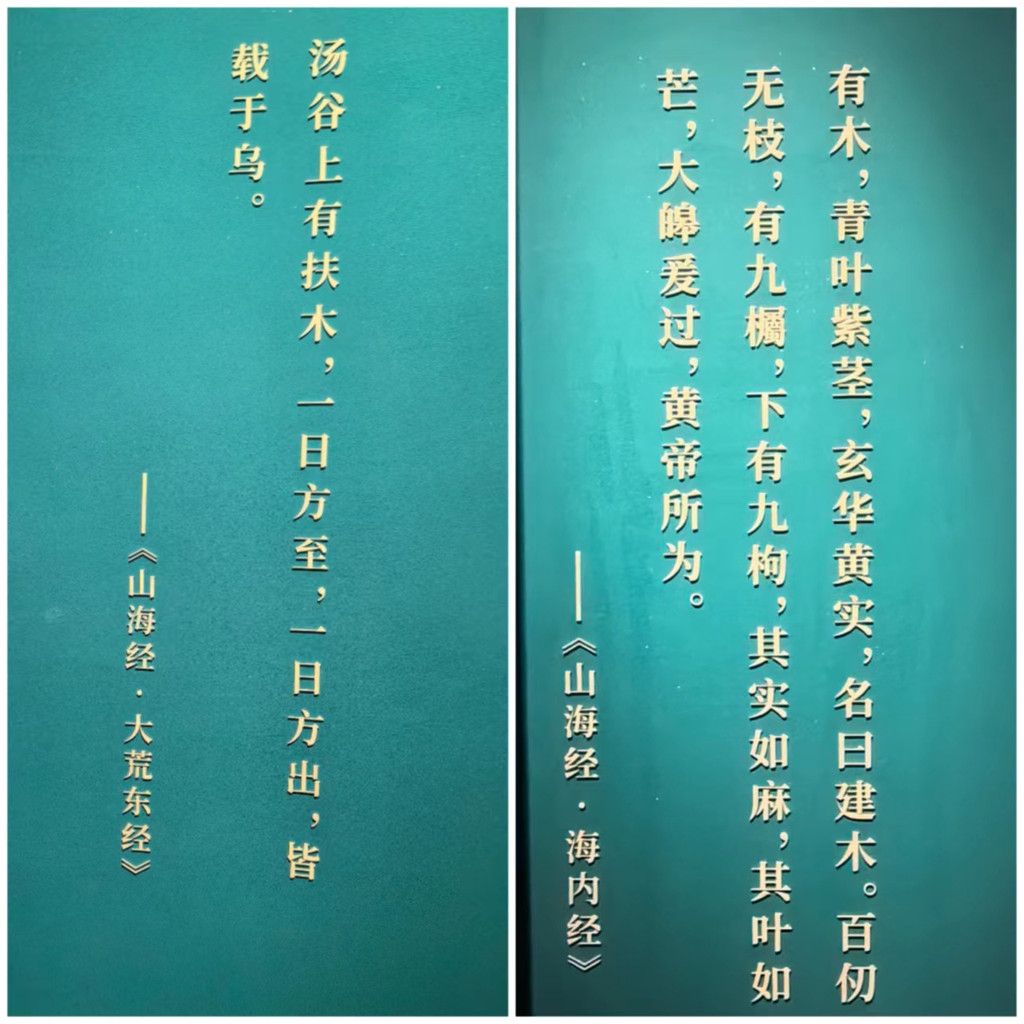 汤谷上有扶木，一日方至，一日方出，皆
载于乌。
——《山海经·大荒东经》
有木，青叶紫茎，玄华黄实，名曰建木。百仞
无枝，有九欘，下有九枸，其实如麻，其叶如
芒，大皞爰过，黄帝所为。
——《山海经·海内经》